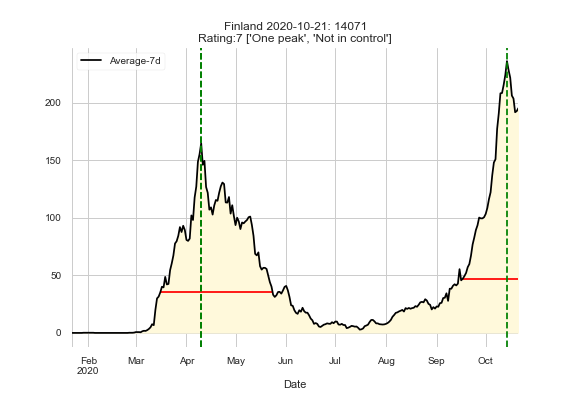 Finland 2020-10-21: 14071
Rating:7 ['One peak', 'Not in control']
Average-7d
200
150
100
50
0
Feb
2020
Mar
Apr
May
Jun
Jul
Aug
Sep
Oct
Date